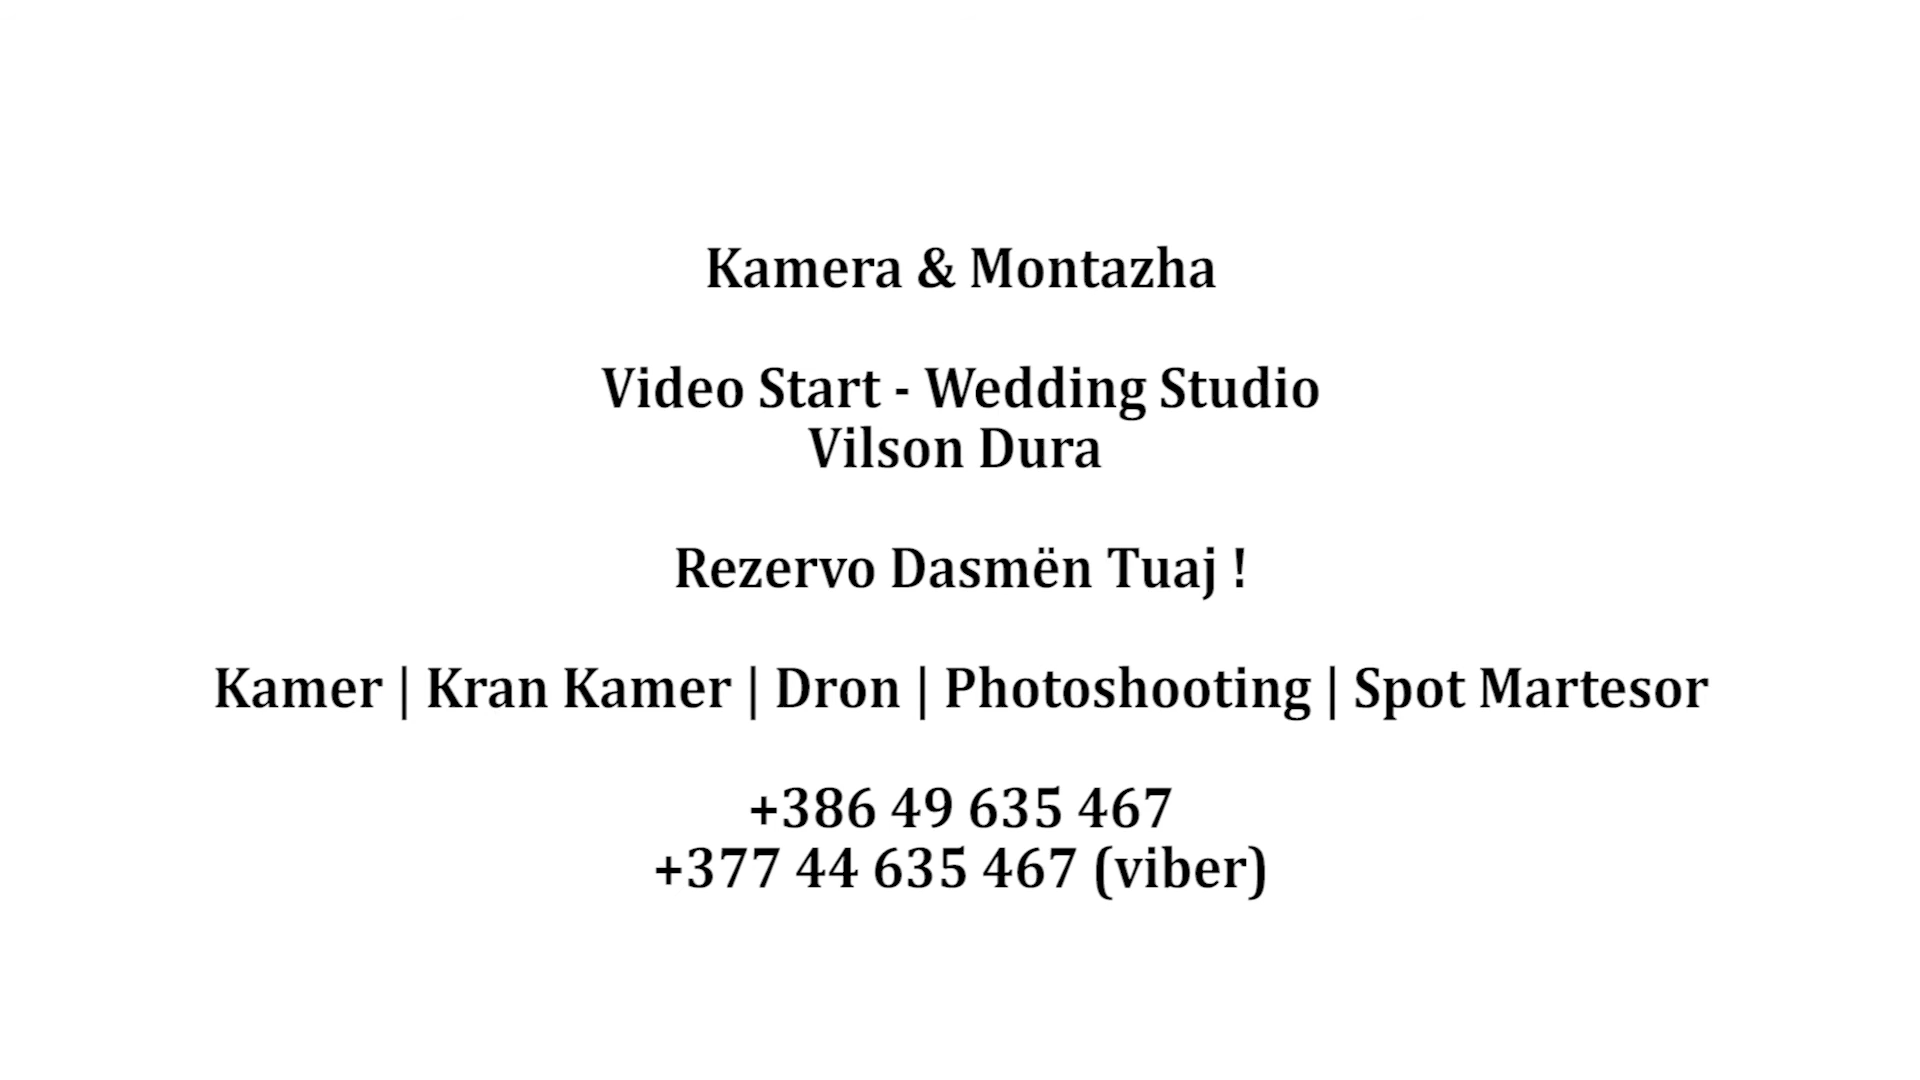 Kamera & Montazha
Video Start - Wedding Studio
Vilson Dura
Rezervo Dasmën Tuaj !
Kamer | Kran Kamer | Dron | Photoshooting | Spot Martesor
+386 49 635 467
+377 44 635 467 (viber)